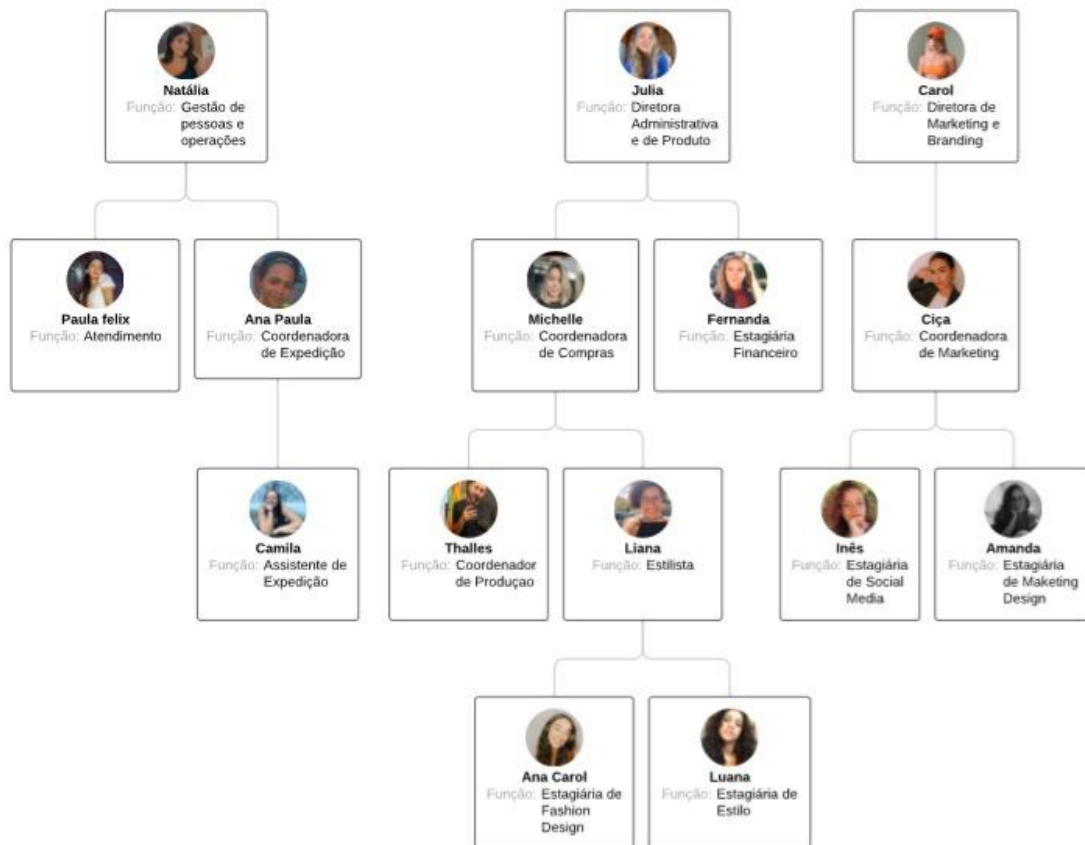 Natália
Função: Gestão de
pessoas e
operações
Julia
Função: Diretora
Administrativa
e de Produto
Carol
Função: Diretora de
Marketing e
Branding
Paula felix
Função: Atendimento
Ana Paula
Função: Coordenadora
de Expedição
Michelle
Função: Coordenadora
de Compras
Fernanda
Função: Estagiária
Financeiro
Ciça
Função: Coordenadora
de Marketing
Camila
Função: Assistente de
Expedição
Thalles
Função: Coordenador
de Produçao
Liana
Função: Estilista
Inês
Função: Estagiária
de Social
Media
Amanda
Função: Estagiária
de Maketing
Design
Ana Carol
Função: Estagiária de
Fashion
Design
Luana
Função: Estagiária de
Estilo